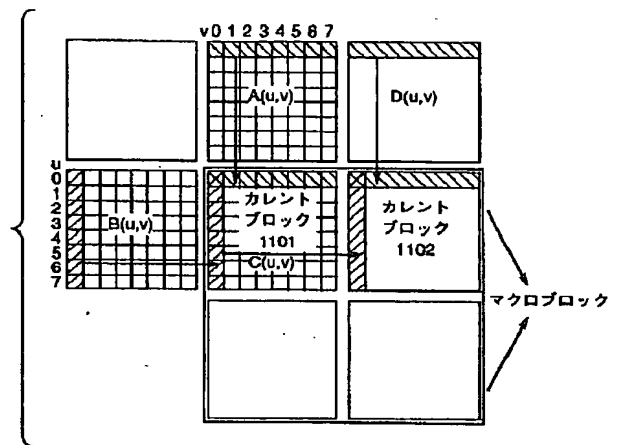 v 0 1 2 3 4 5 6 7
A(u,v)
D(u,v)
u
0
1
2
3
4
5
6
7
B(u,v)
カレント
ブロック
1101
C(u,v)
カレント
ブロック
1102
マクロブロック